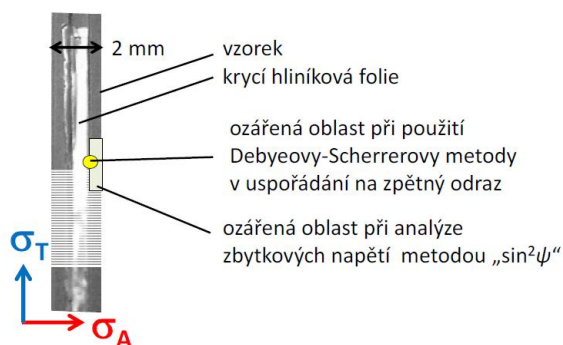 2 mm
vzorek
krycí hliníková folie
ozářená oblast při použití
Debyeovy-Scherrerovy metody
v uspořádání na zpětný odraz
ozářená oblast při analýze
zbytkových napětí metodou „sin²ψ“
σT
σA